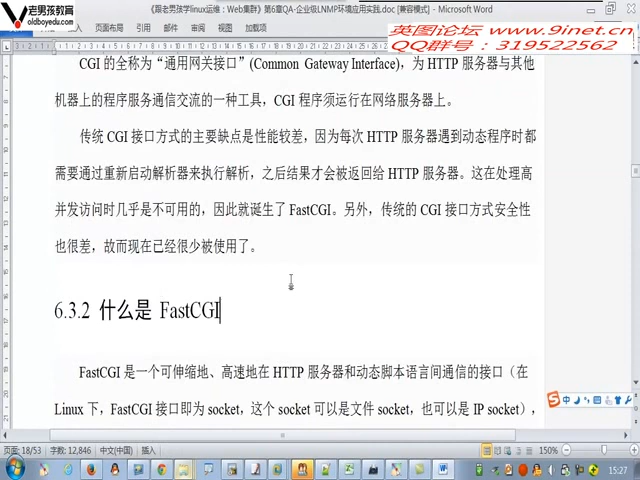 老男孩教育
oldboyedu.com
《跟老男孩学linux运维：Web集群》第6章QA-企业级LNMP环境应用实践.doc [兼容模式] - Microsoft Word
插入
页面布局
引用
邮件
审阅
视图
加载项
英图论坛 www.9inet.cn
QQ群号：319522562
CGI 的全称为“通用网关接口”(Common Gateway Interface)，为 HTTP 服务器与其他
机器上的程序服务通信交流的一种工具，CGI 程序须运行在网络服务器上。
传统 CGI 接口方式的主要缺点是性能较差，因为每次 HTTP 服务器遇到动态程序时都
需要通过重新启动解析器来执行解析，之后结果才会被返回给 HTTP 服务器。这在处理高
并发访问时几乎是不可用的，因此就诞生了 FastCGI。另外，传统的 CGI 接口方式安全性
也很差，故而现在已经很少被使用了。
6.3.2 什么是 FastCGI
FastCGI 是一个可伸缩地、高速地在 HTTP 服务器和动态脚本语言间通信的接口（在
Linux 下，FastCGI 接口即为 socket，这个 socket 可以是文件 socket，也可以是 IP socket），
中
页面: 18/53
字数: 12,846
中文(中国)
插入
150%
15:27